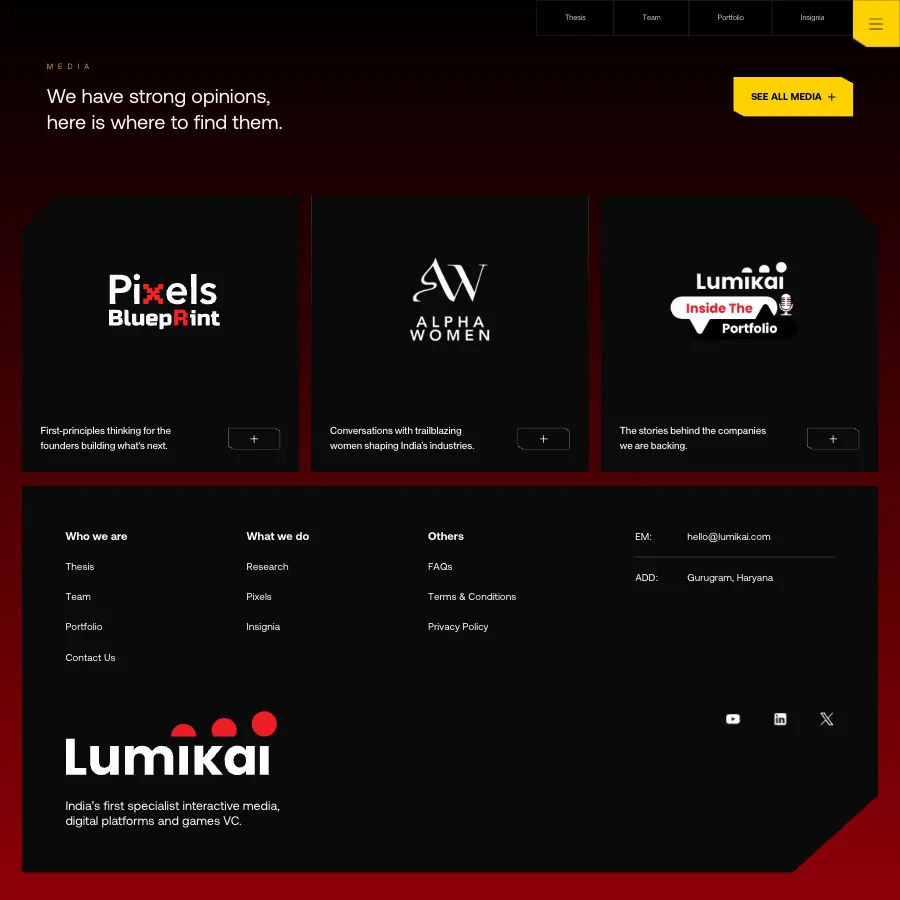 Thesis
Team
Portfolio
Insignia
MEDIA
We have strong opinions,
here is where to find them.
SEE ALL MEDIA +
Pixels
BluepRint
AW
ALPHA
WOMEN
Lumikai
Inside The
Portfolio
First-principles thinking for the
founders building what's next.
+
Conversations with trailblazing
women shaping India's industries.
+
The stories behind the companies
we are backing.
+
Who we are
Thesis
Team
Portfolio
Contact Us
What we do
Research
Pixels
Insignia
Others
FAQs
Terms & Conditions
Privacy Policy
EM: hello@lumikai.com
ADD: Gurugram, Haryana
Lumikai
India's first specialist interactive media,
digital platforms and games VC.